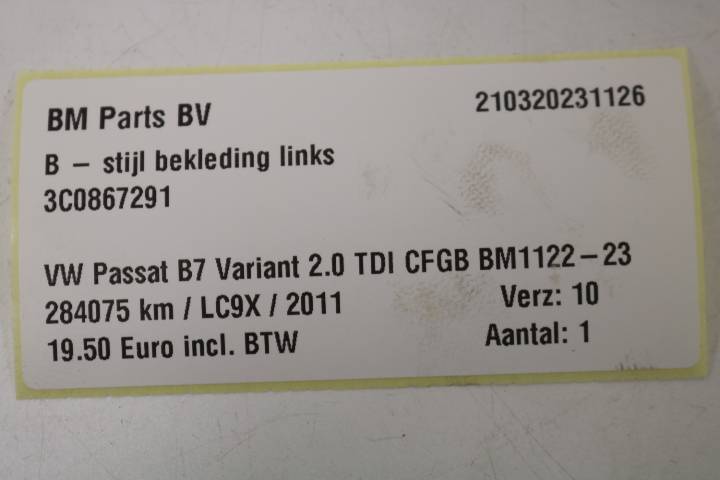 BM Parts BV
210320231126
B – stijl bekleding links
3C0867291
VW Passat B7 Variant 2.0 TDI CFGB BM1122–23
284075 km / LC9X / 2011
Verz: 10
19.50 Euro incl. BTW
Aantal: 1